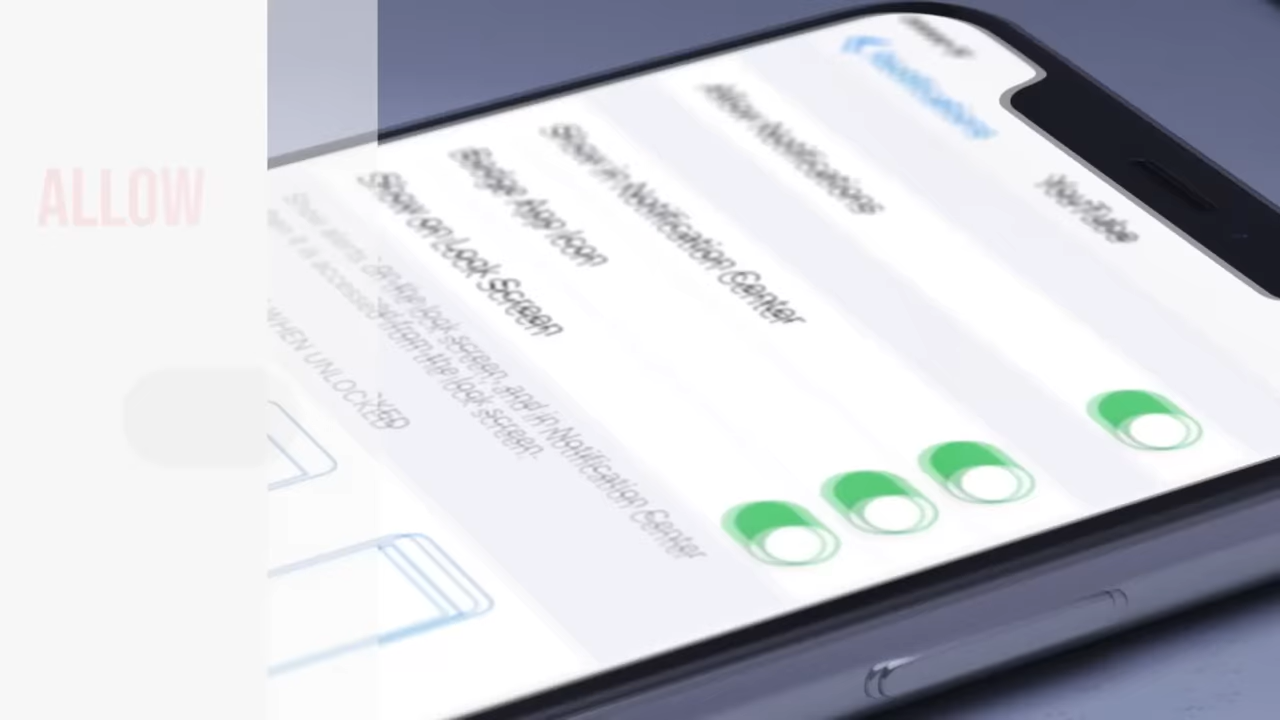 ALLOW
Notifications
YouTube
Allow Notifications
Show in Notification Center
Badge App Icon
Show on Lock Screen
Show alerts on the lock screen, and in Notification Center
when it is accessed from the lock screen.
WHEN UNLOCKED